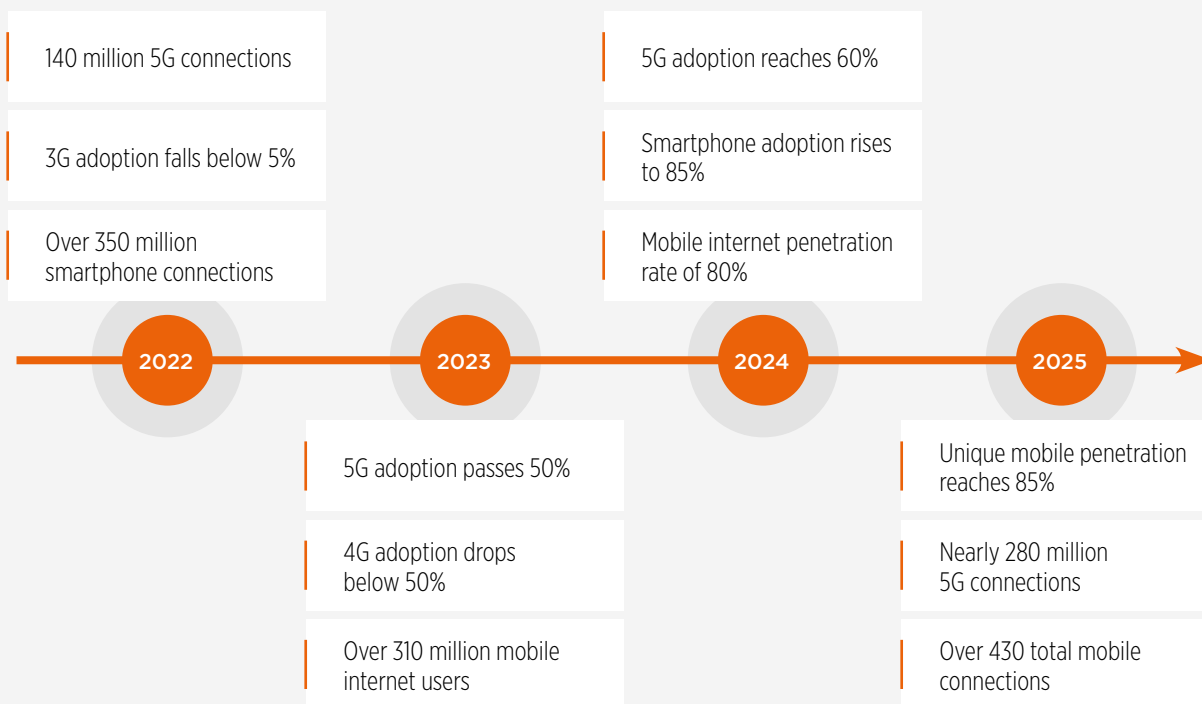 140 million 5G connections
3G adoption falls below 5%
Over 350 million
smartphone connections
5G adoption reaches 60%
Smartphone adoption rises
to 85%
Mobile internet penetration
rate of 80%
2022
2023
2024
2025
5G adoption passes 50%
4G adoption drops
below 50%
Over 310 million mobile
internet users
Unique mobile penetration
reaches 85%
Nearly 280 million
5G connections
Over 430 total mobile
connections